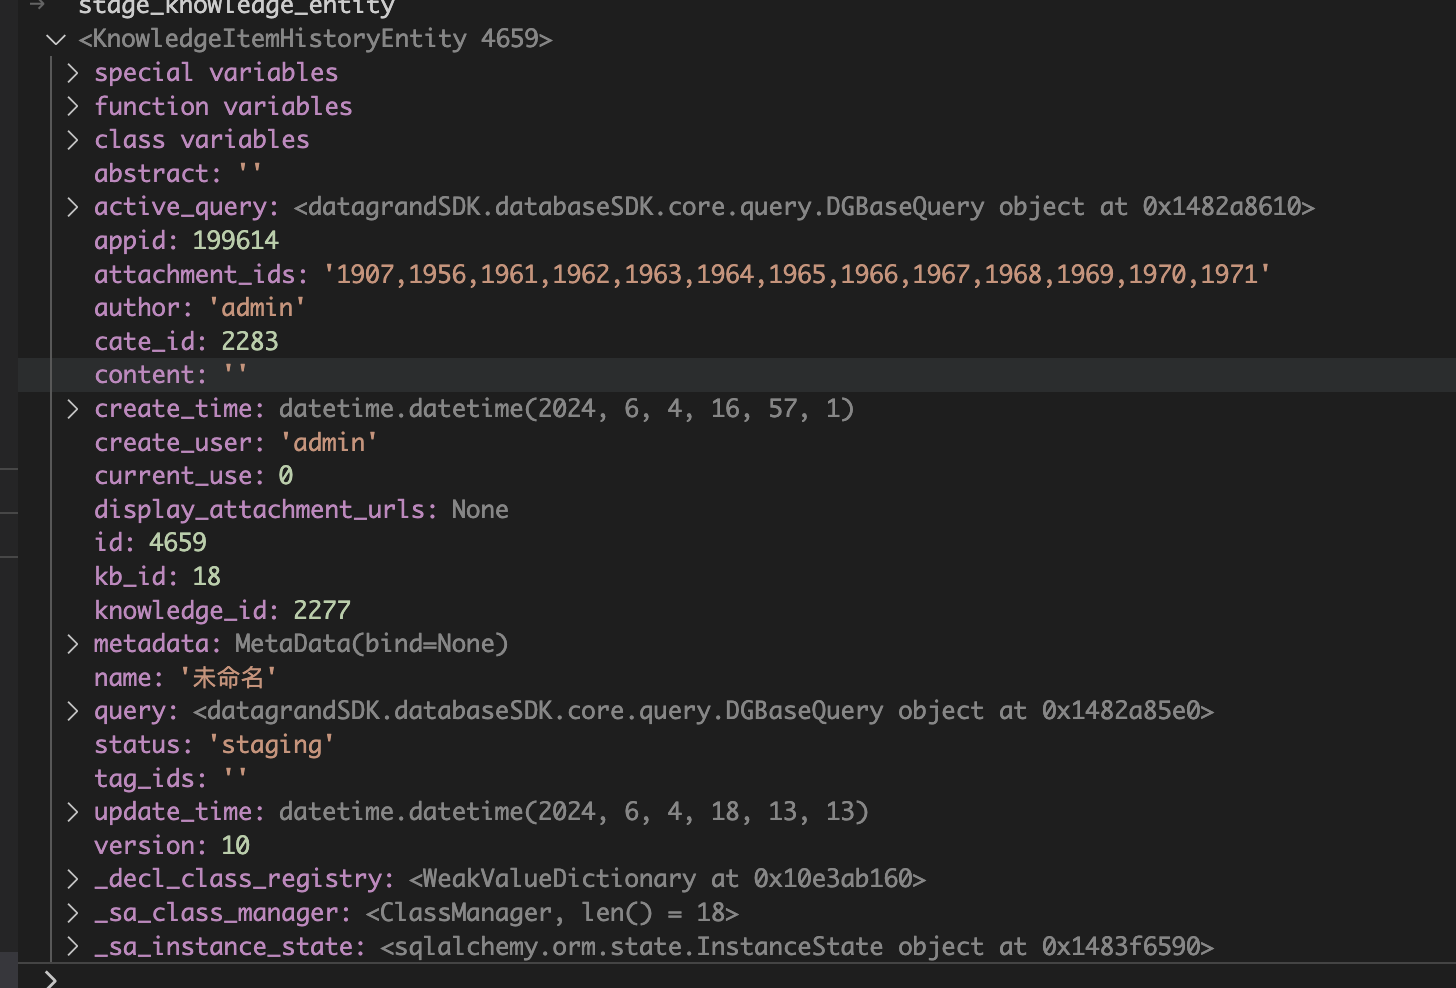 stage_knowledge_entity
<KnowledgeItemHistoryEntity 4659>
special variables
function variables
class variables
abstract: ''
active_query: <datagrandSDK.databaseSDK.core.query.DGBaseQuery object at 0x1482a8610>
appid: 199614
attachment_ids: '1907,1956,1961,1962,1963,1964,1965,1966,1967,1968,1969,1970,1971'
author: 'admin'
cate_id: 2283
content: ''
create_time: datetime.datetime(2024, 6, 4, 16, 57, 1)
create_user: 'admin'
current_use: 0
display_attachment_urls: None
id: 4659
kb_id: 18
knowledge_id: 2277
metadata: MetaData(bind=None)
name: '未命名'
query: <datagrandSDK.databaseSDK.core.query.DGBaseQuery object at 0x1482a85e0>
status: 'staging'
tag_ids: ''
update_time: datetime.datetime(2024, 6, 4, 18, 13, 13)
version: 10
_decl_class_registry: <WeakValueDictionary at 0x10e3ab160>
_sa_class_manager: <ClassManager, len() = 18>
_sa_instance_state: <sqlalchemy.orm.state.InstanceState object at 0x1483f6590>